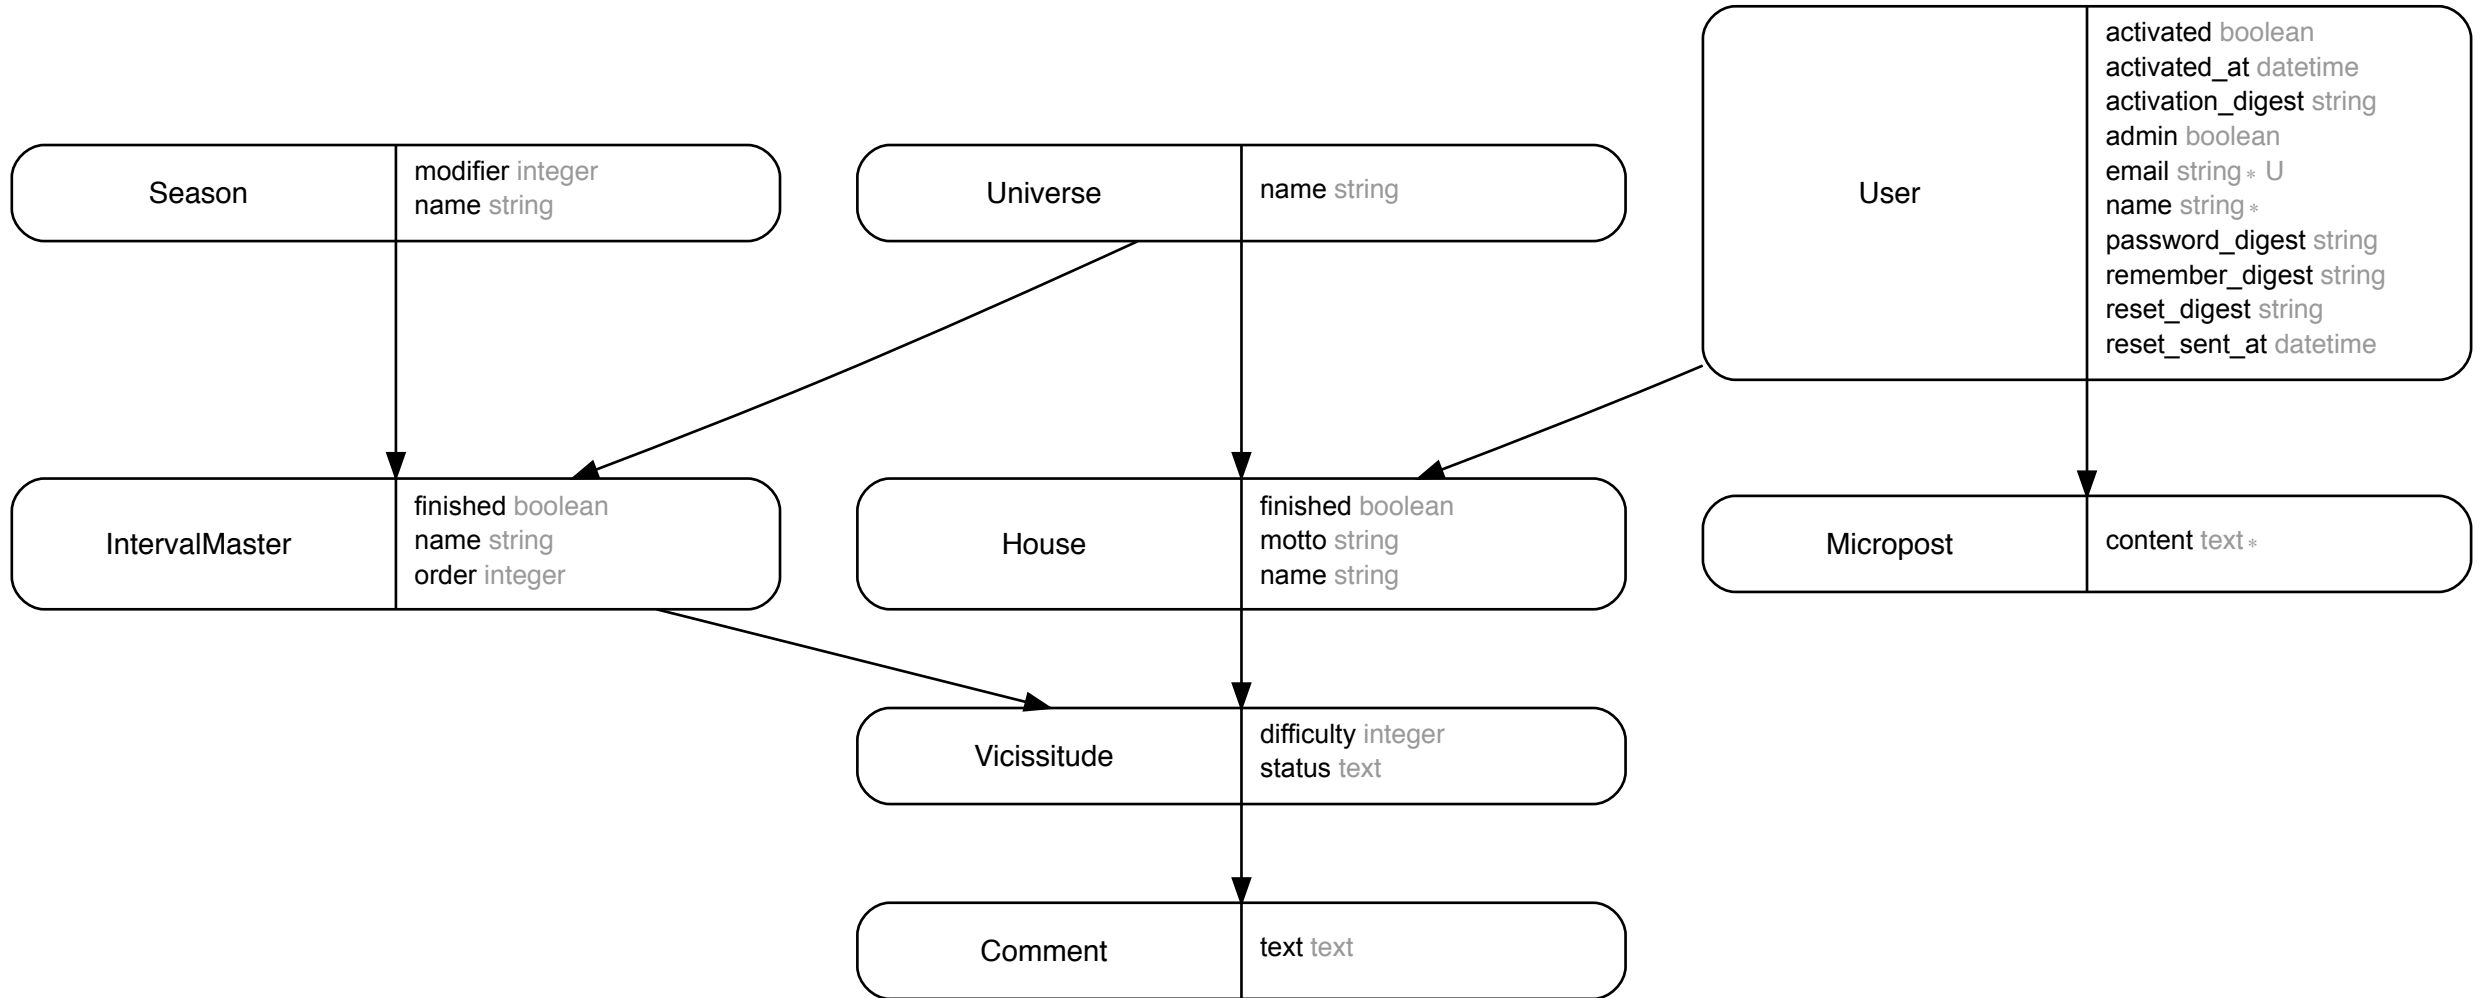 Season
modifier integer
name string
Universe
name string
User
activated boolean
activated_at datetime
activation_digest string
admin boolean
email string * U
name string *
password_digest string
remember_digest string
reset_digest string
reset_sent_at datetime
IntervalMaster
finished boolean
name string
order integer
House
finished boolean
motto string
name string
Micropost
content text *
Vicissitude
difficulty integer
status text
Comment
text text